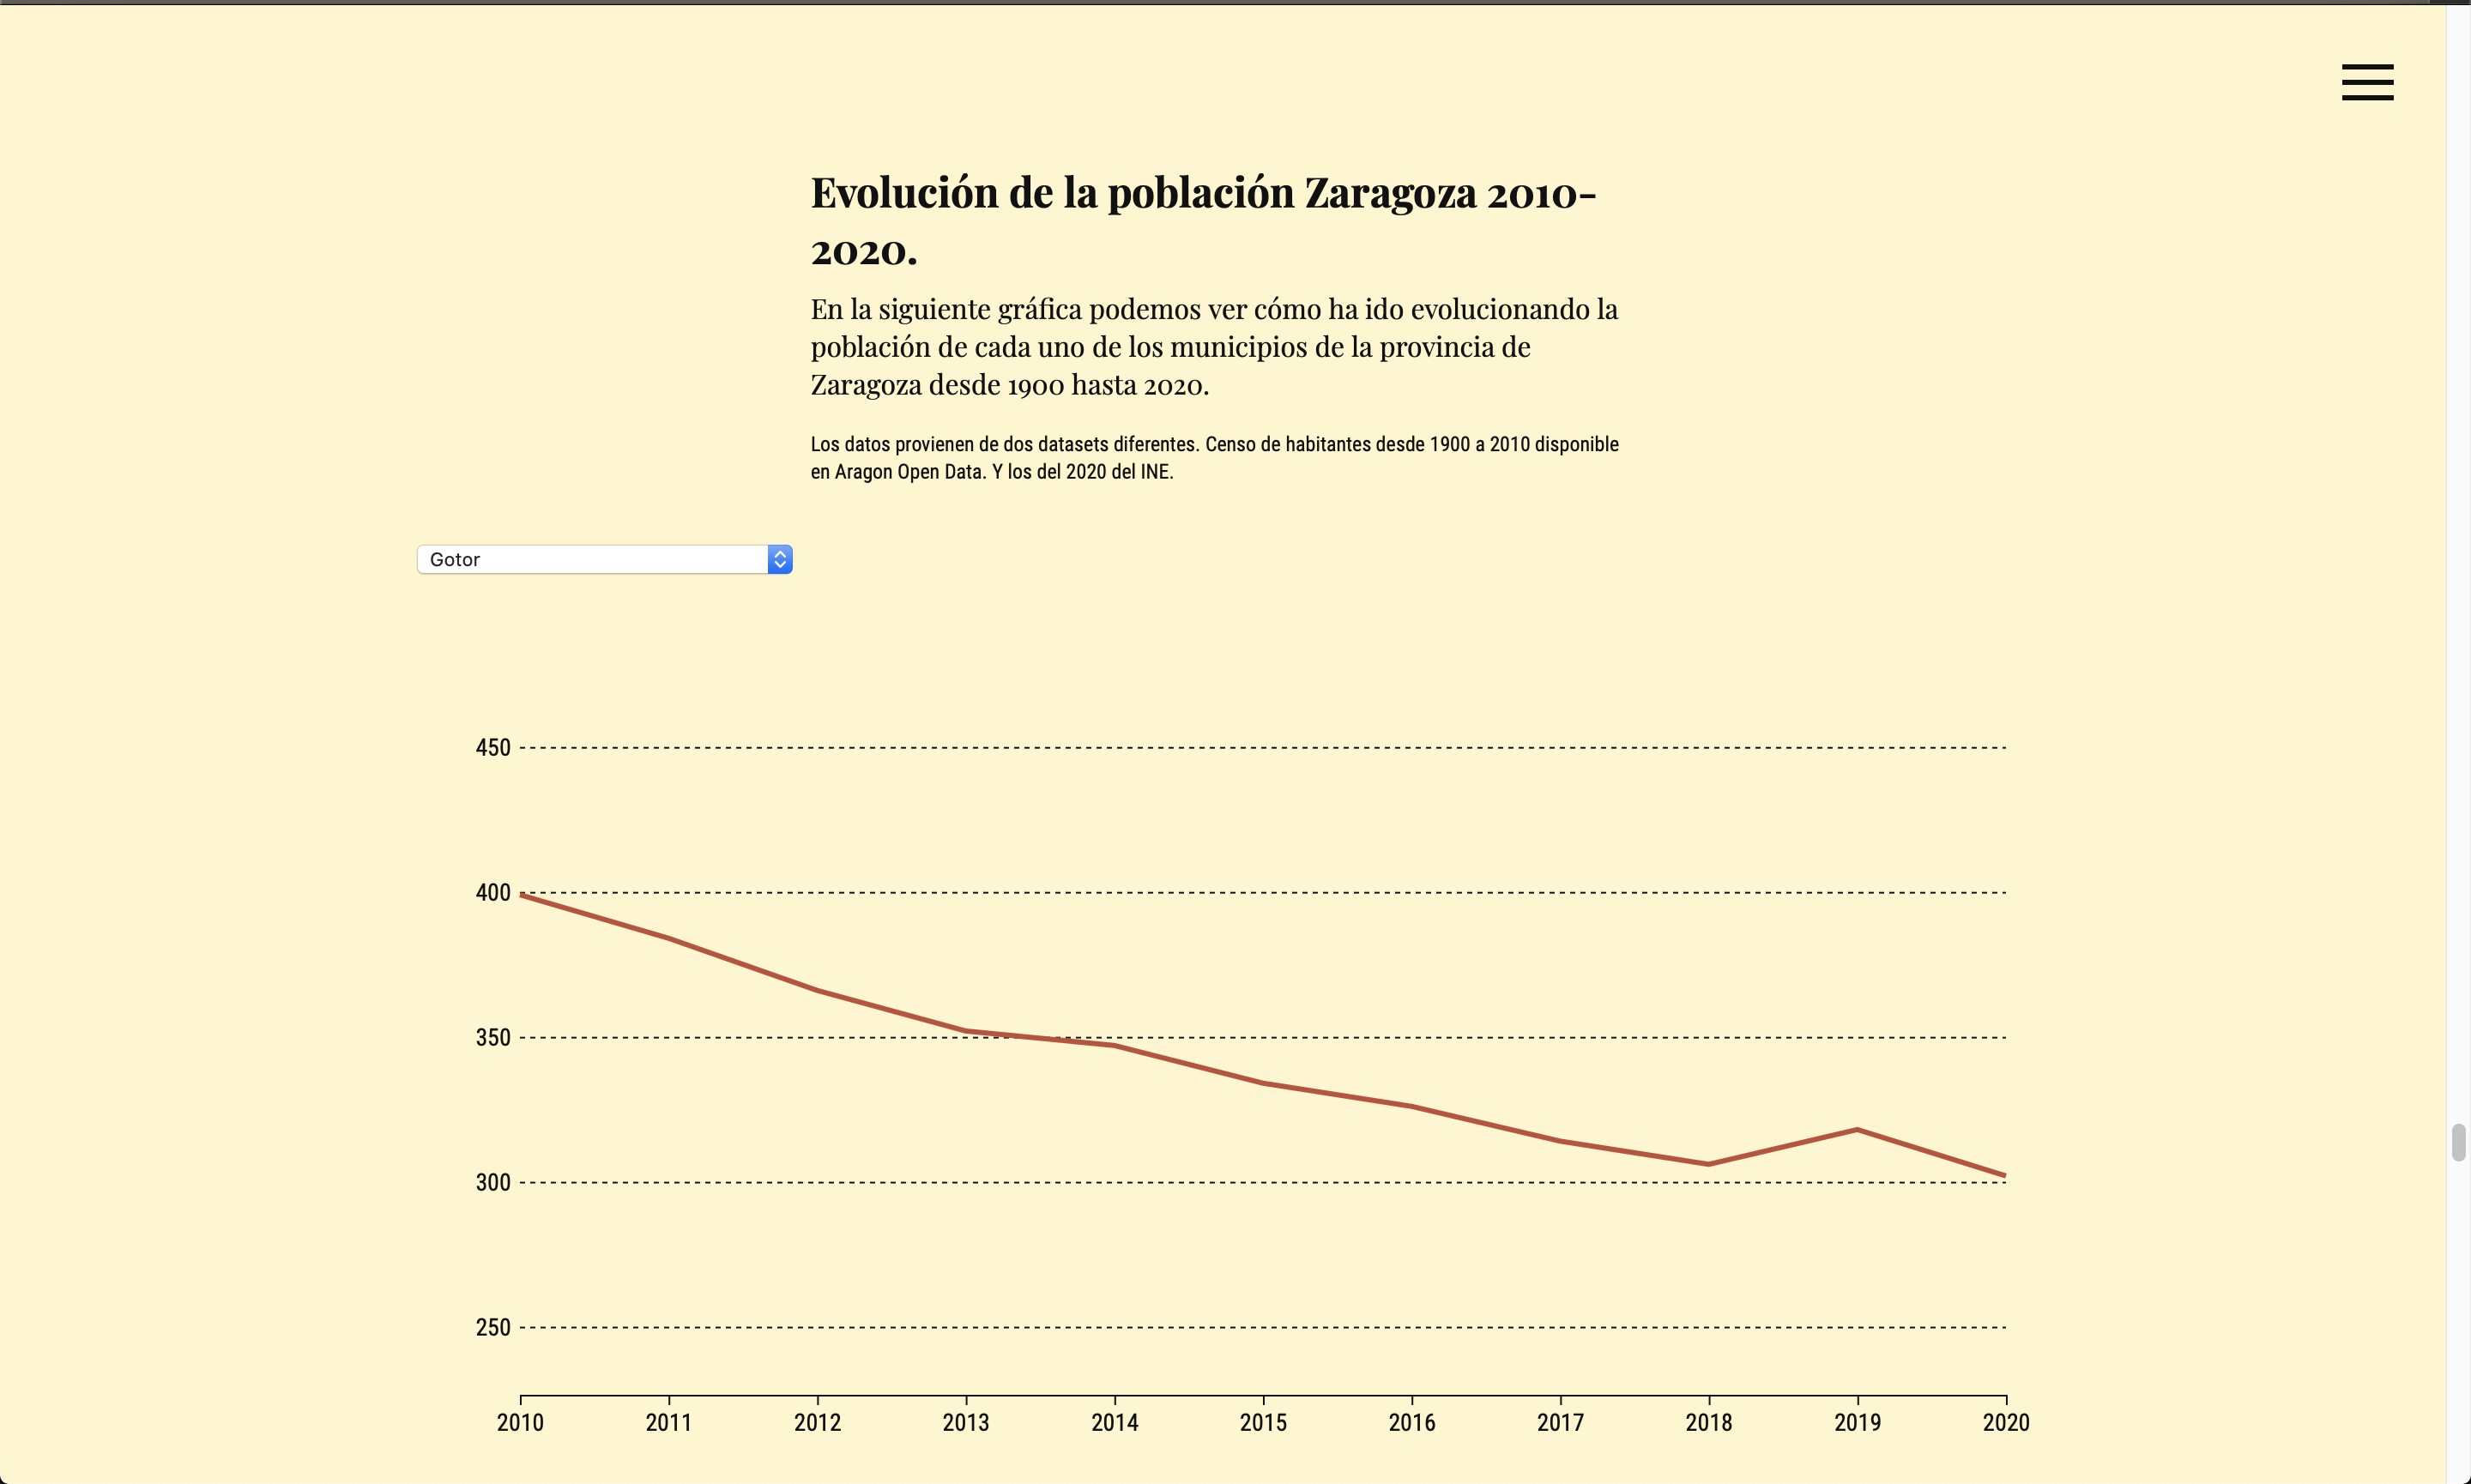 Evolución de la población Zaragoza 2010-
2020.
En la siguiente gráfica podemos ver cómo ha ido evolucionando la
población de cada uno de los municipios de la provincia de
Zaragoza desde 1900 hasta 2020.
Los datos provienen de dos datasets diferentes. Censo de habitantes desde 1900 a 2010 disponible
en Aragon Open Data. Y los del 2020 del INE.
Gotor
450
400
350
300
250
2010 2011 2012 2013 2014 2015 2016 2017 2018 2019 2020